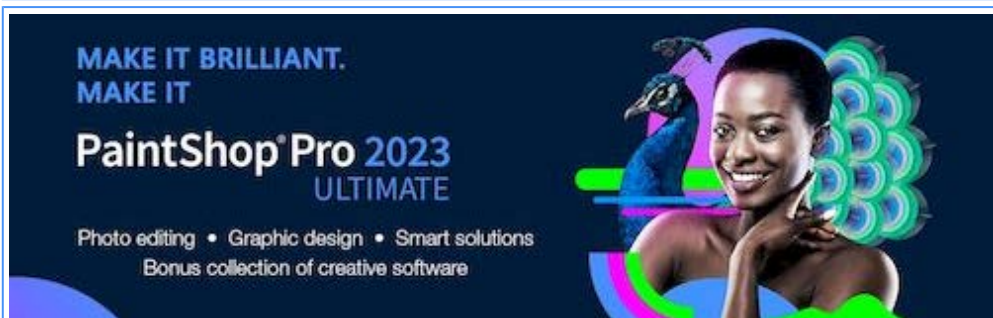 MAKE IT BRILLIANT.
MAKE IT
PaintShop® Pro 2023
ULTIMATE
Photo editing • Graphic design • Smart solutions
Bonus collection of creative software